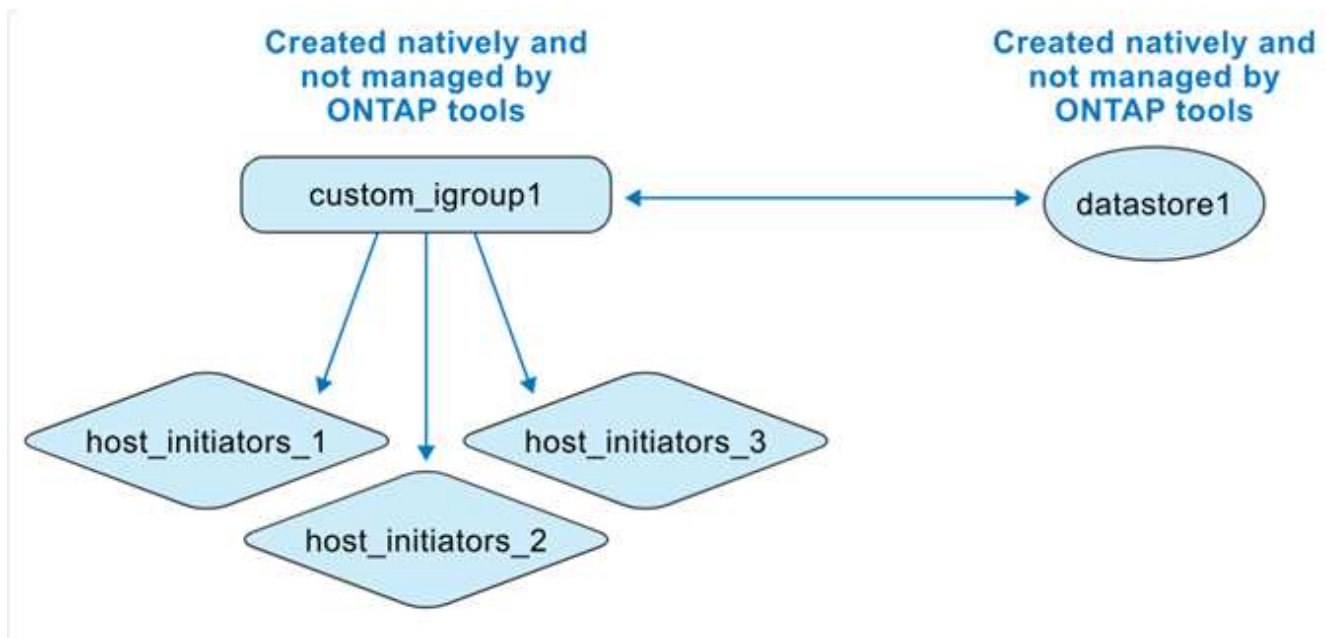 Created natively and
not managed by
ONTAP tools
Created natively and
not managed by
ONTAP tools
custom_igroup1
datastore1
host_initiators_1
host_initiators_3
host_initiators_2